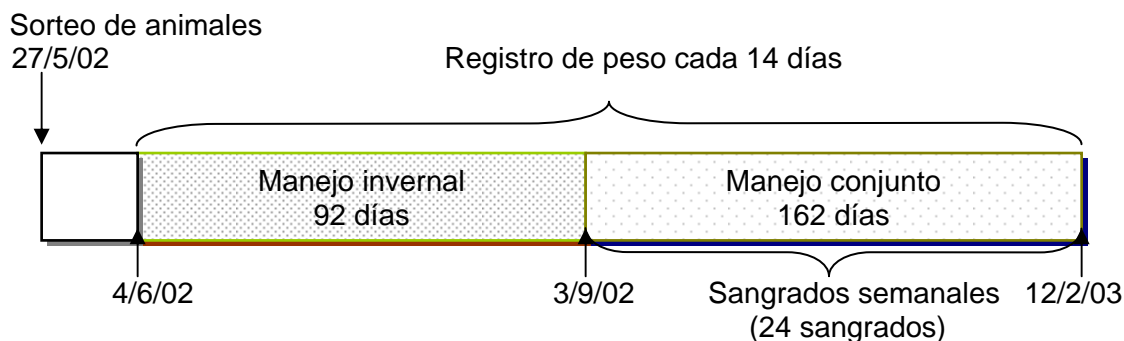 Sorteo de animales
27/5/02
Registro de peso cada 14 días
Manejo invernal
92 días
Manejo conjunto
162 días
4/6/02
3/9/02
Sangrados semanales
(24 sangrados)
12/2/03